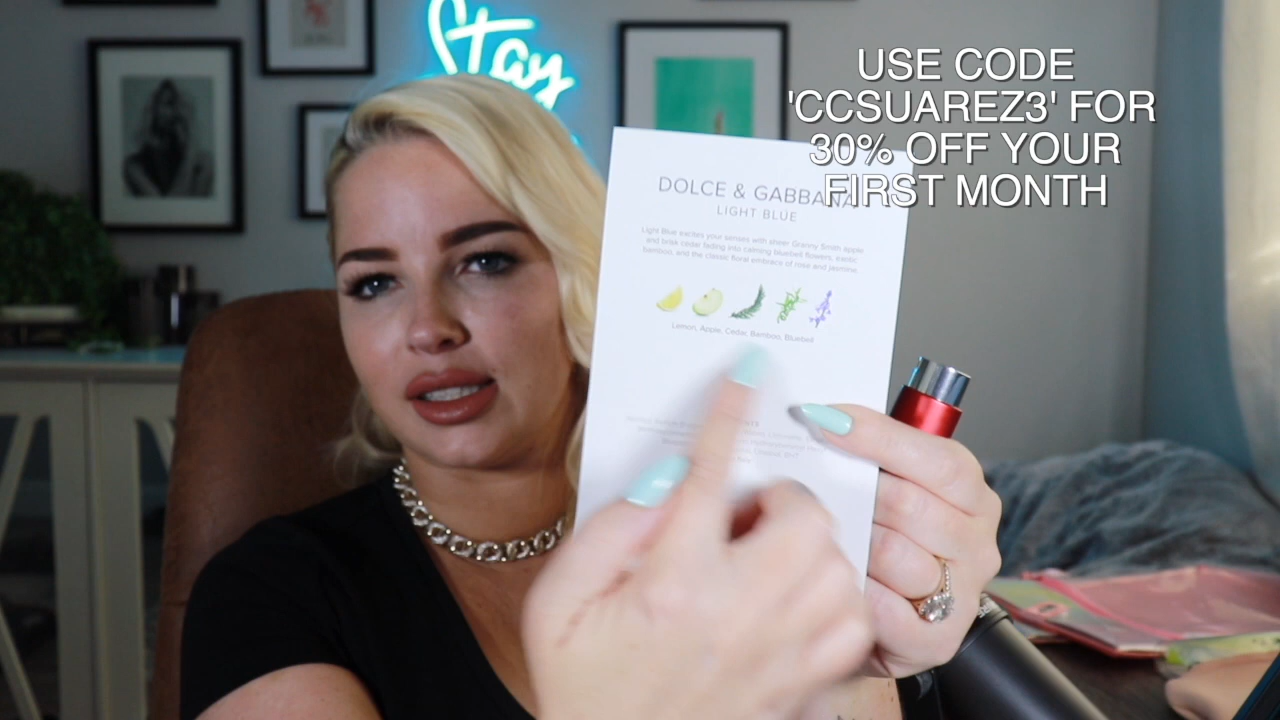 Stay
USE CODE
'CCSUAREZ3' FOR
30% OFF YOUR
FIRST MONTH
DOLCE & GABBANA
LIGHT BLUE
Light Blue excites your senses with sheer Granny Smith apple
and brisk cedar fading into calming bluebell flowers, exotic
bamboo, and the classic floral embrace of rose and jasmine.
Lemon, Apple, Cedar, Bamboo, Bluebell